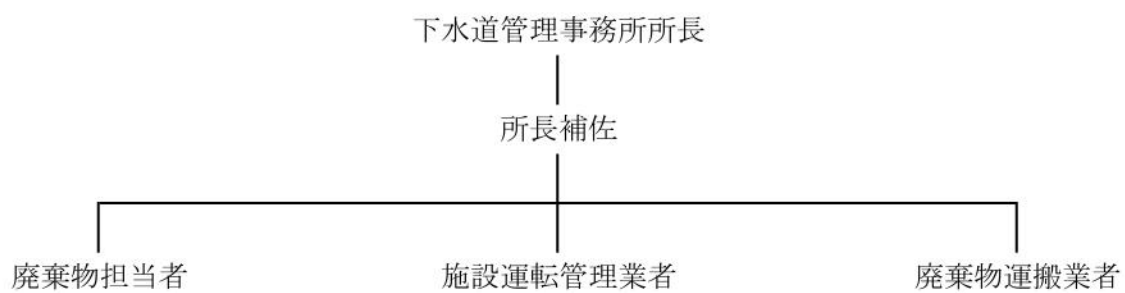 下水道管理事務所所長
所長補佐
廃棄物担当者
施設運転管理業者
廃棄物運搬業者